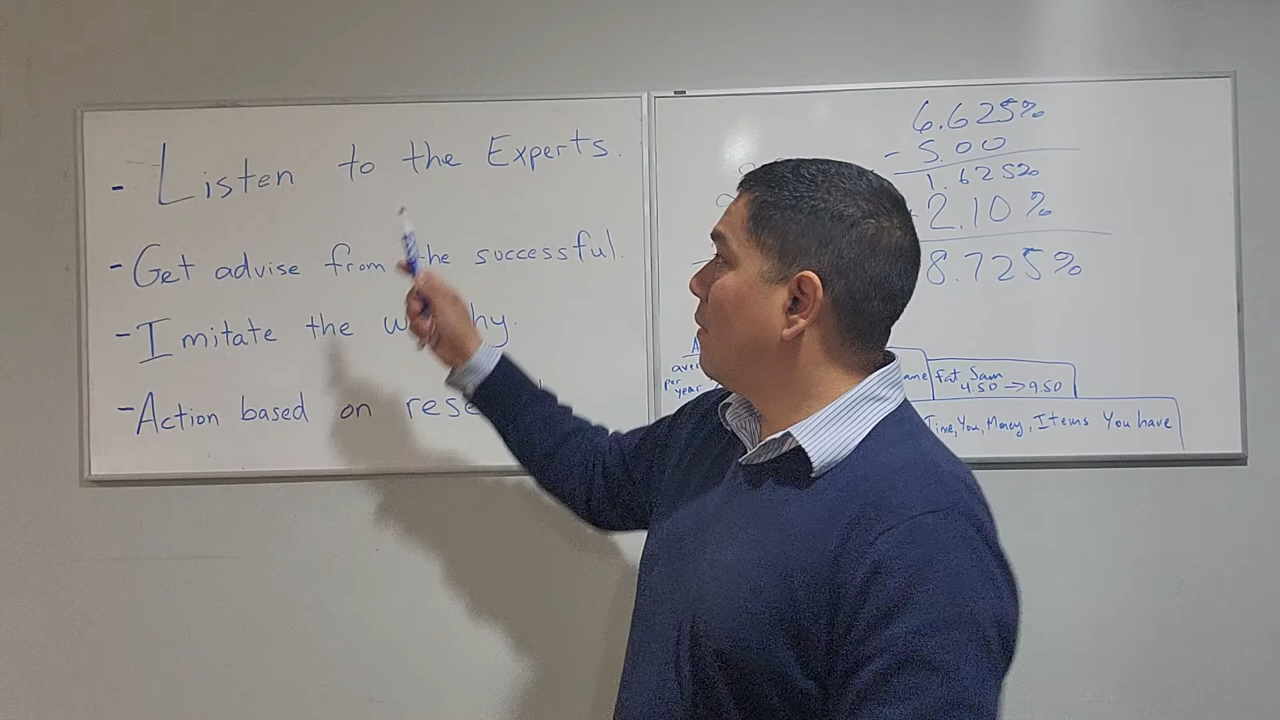 - Listen to the Experts.
- Get advise from the successful.
- Imitate the
- Action based on
6.625%
- 5.00
1.625%
2.10%
8.725%
per
year
Fat Sam
4.50 → 9.50
Time, You, Money, Items You have